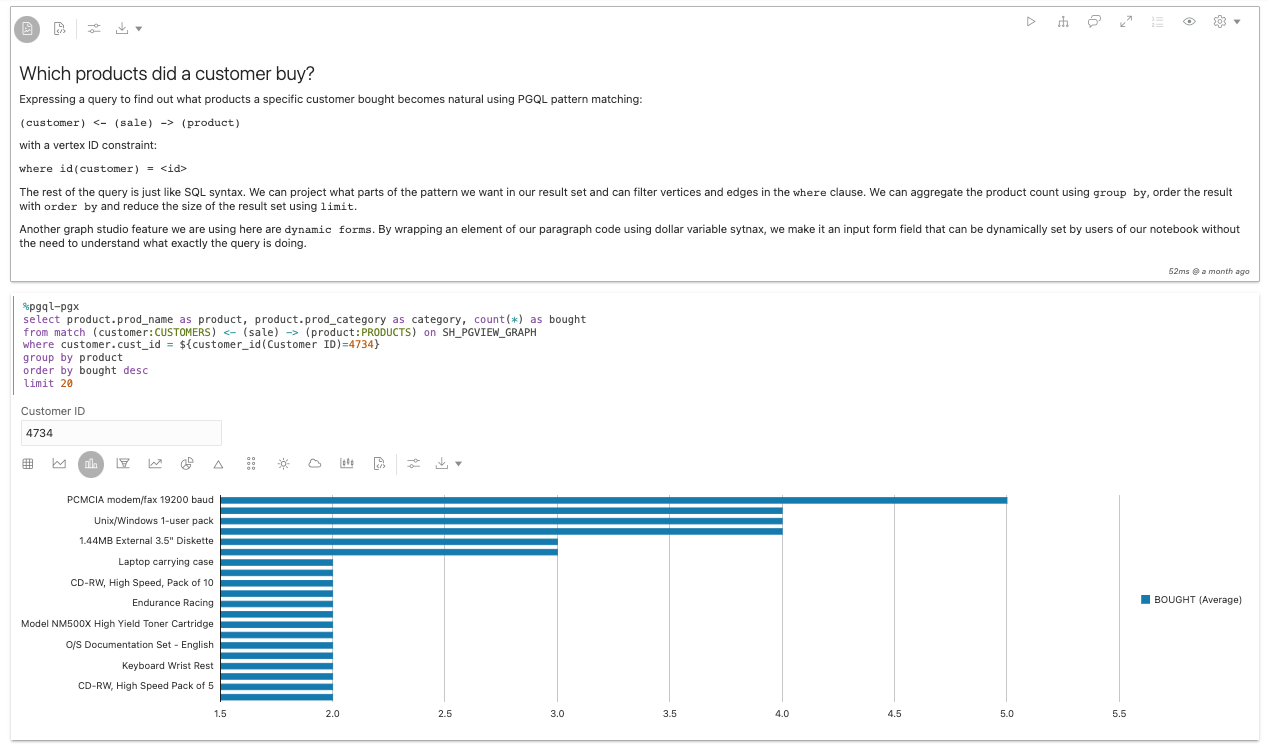 Which products did a customer buy?
Expressing a query to find out what products a specific customer bought becomes natural using PGQL pattern matching:
(customer) <- (sale) -> (product)
with a vertex ID constraint:
where id(customer) = <id>
The rest of the query is just like SQL syntax. We can project what parts of the pattern we want in our result set and can filter vertices and edges in the where clause. We can aggregate the product count using group by, order the result
with order by and reduce the size of the result set using limit.
Another graph studio feature we are using here are dynamic forms. By wrapping an element of our paragraph code using dollar variable sytnax, we make it an input form field that can be dynamically set by users of our notebook without
the need to understand what exactly the query is doing.
52ms @ a month ago
%pgql-pgx
select product.prod_name as product, product.prod_category as category, count(*) as bought
from match (customer:CUSTOMERS) <- (sale) -> (product:PRODUCTS) on SH_PGVIEW_GRAPH
where customer.cust_id = ${customer_id(Customer ID)=4734}
group by product
order by bought desc
limit 20
Customer ID
4734
PCMCIA modem/fax 19200 baud
Unix/Windows 1-user pack
1.44MB External 3.5" Diskette
Laptop carrying case
CD-RW, High Speed, Pack of 10
Endurance Racing
Model NM500X High Yield Toner Cartridge
O/S Documentation Set - English
Keyboard Wrist Rest
CD-RW, High Speed Pack of 5
BOUGHT (Average)
1.5 2.0 2.5 3.0 3.5 4.0 4.5 5.0 5.5